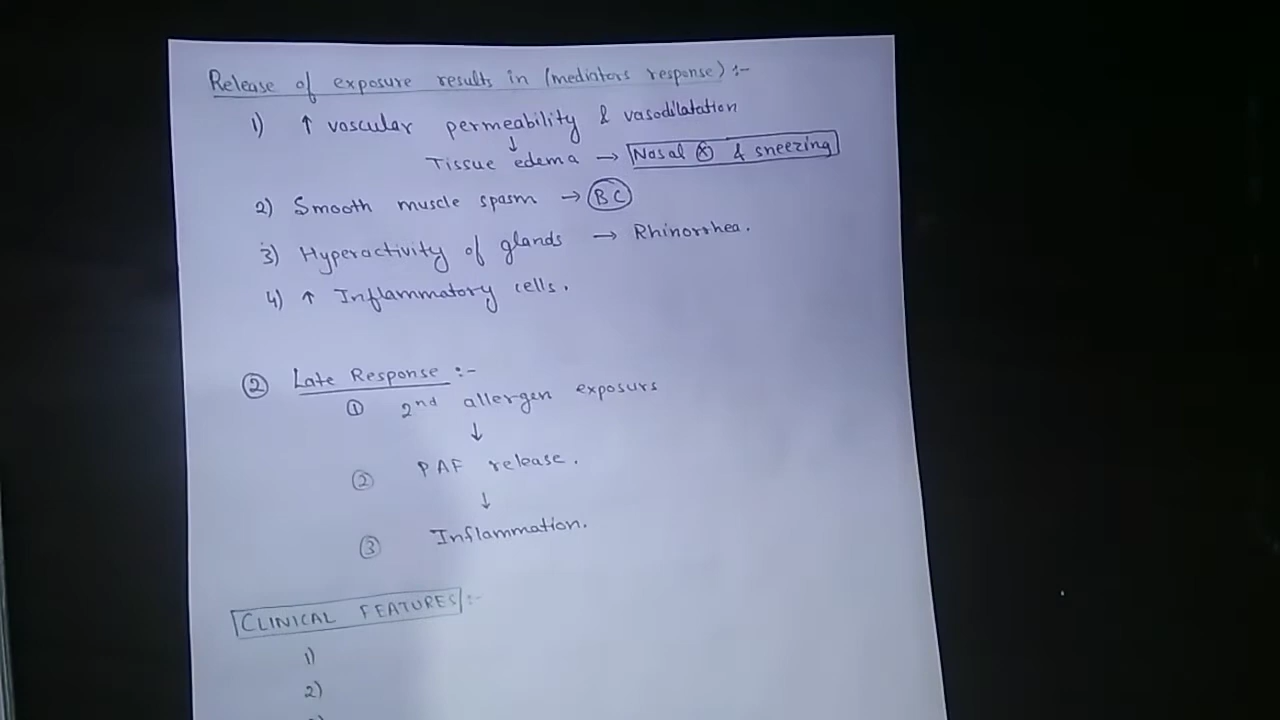 Release of exposure results in (mediators response) :-
1) ↑ vascular permeability & vasodilatation
↓
Tissue edema → Nasal ⓧ & sneezing
2) Smooth muscle spasm → BC
3) Hyperactivity of glands → Rhinorrhea.
4) ↑ Inflammatory cells.
② Late Response :-
① 2nd allergen exposurs
↓
② PAF release.
↓
③ Inflammation.
CLINICAL FEATURES :-
1)
2)